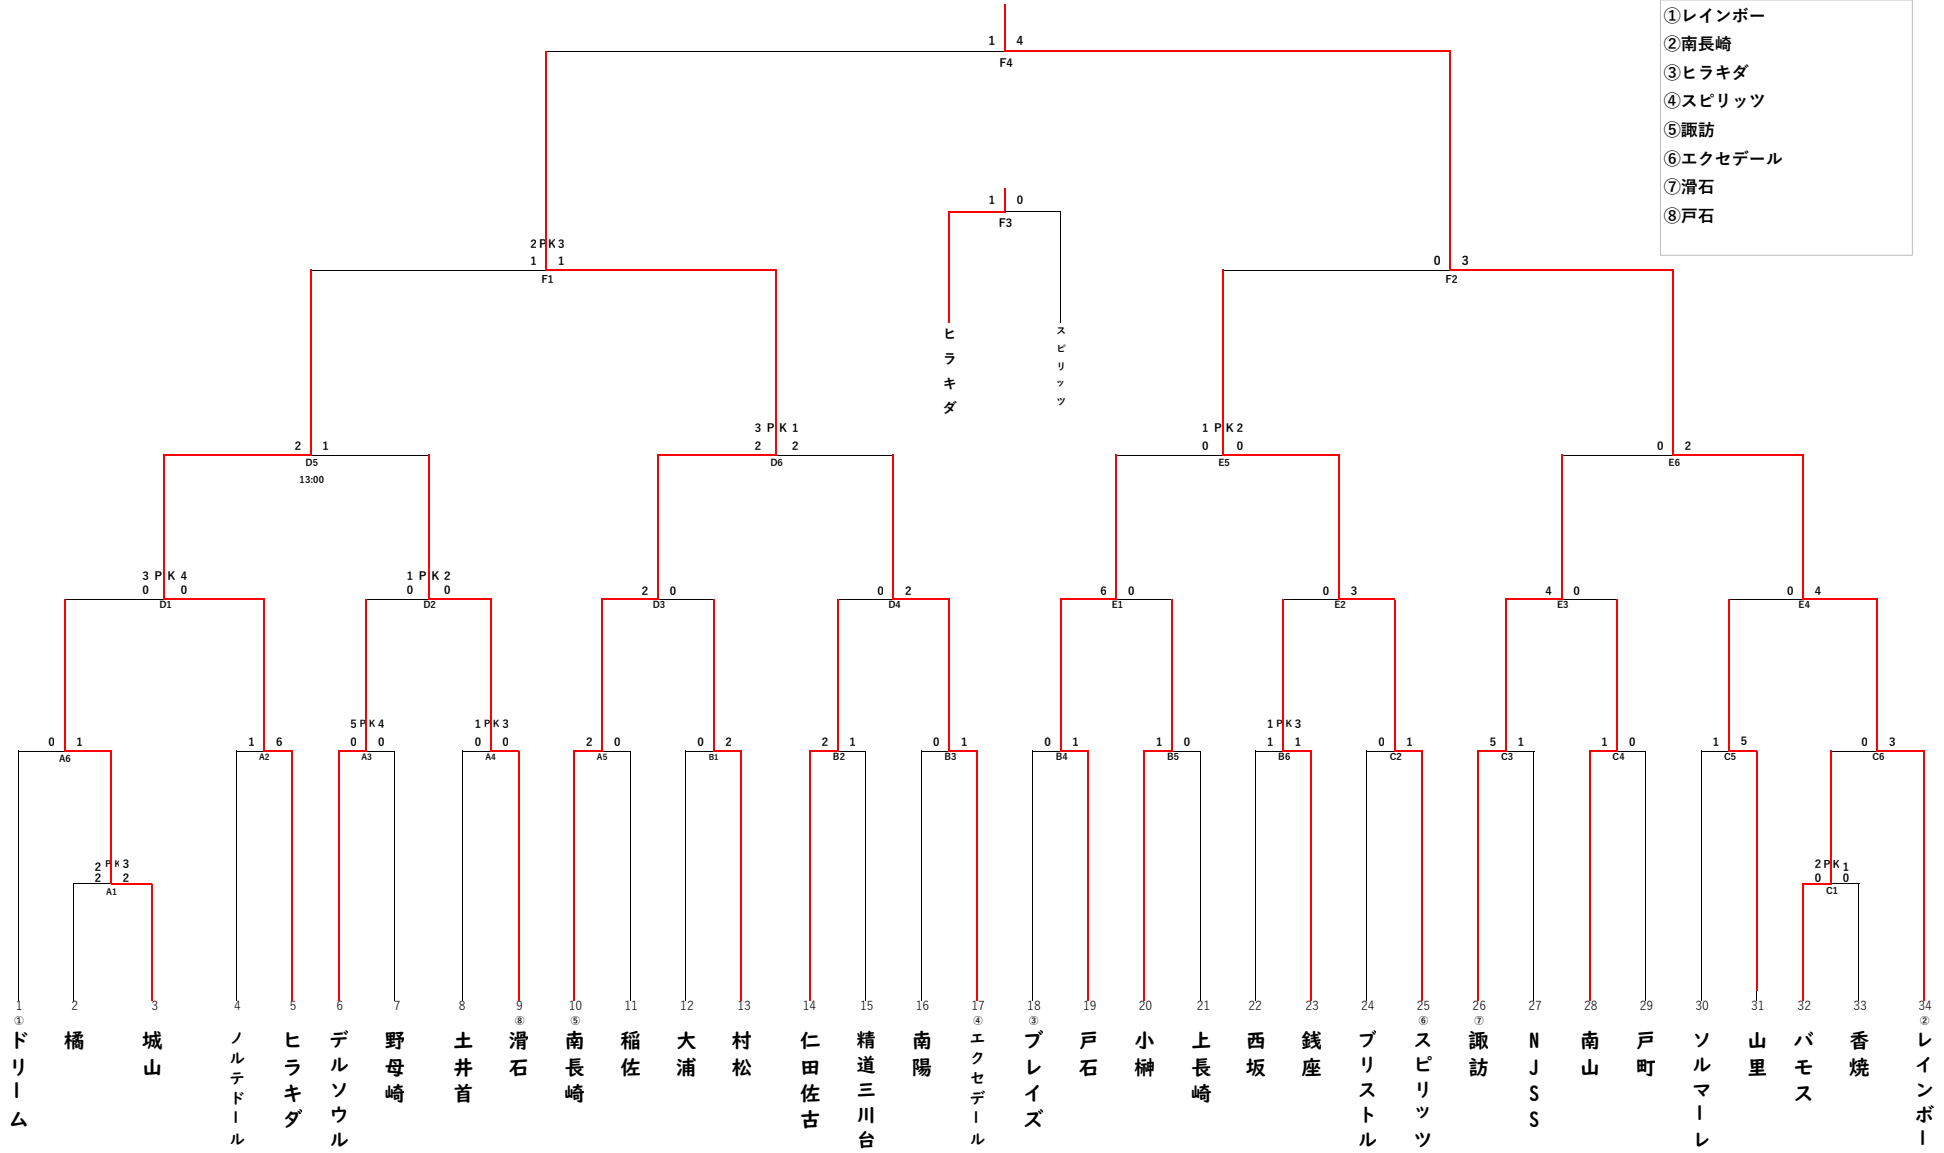 ①レインボー
②南長崎
③ヒラキダ
④スピリッツ
⑤諏訪
⑥エクセデール
⑦滑石
⑧戸石
1 4
F4
1 0
F3
ヒラキダ
スピリッツ
2 PK 3
1 1
F1
0 3
F2
2 1
D5
13:00
3 PK 1
2 2
D6
1 PK 2
0 0
E5
0 2
E6
3 PK 4
0 0
D1
1 PK 2
0 0
D2
2 0
D3
0 2
D4
6 0
E1
0 3
E2
4 0
E3
0 4
E4
0 1
A6
1 6
A2
5 PK 4
0 0
A3
1 PK 3
0 0
A4
2 0
A5
0 2
B1
2 1
B2
0 1
B3
0 1
B4
1 0
B5
1 PK 3
1 1
B6
0 1
C2
5 1
C3
1 0
C4
1 5
C5
0 3
C6
2 PK 3
2 2
A1
2 PK 1
0 0
C1
1 2 3 4 5 6 7 8 9 10 11 12 13 14 15 16 17 18 19 20 21 22 23 24 25 26 27 28 29 30 31 32 33 34
① ⑧ ⑤ ④ ③ ⑥ ⑦ ②
ドリーム
橘
城山
ノルテドール
ヒラキダ
デルソウル
野母崎
土井首
滑石
南長崎
稲佐
大浦
村松
仁田佐古
精道三川台
南陽
エクセデール
ブレイズ
戸石
小榊
上長崎
西坂
銭座
ブリストル
スピリッツ
諏訪
NJSS
南山
戸町
ソルマーレ
山里
バモス
香焼
レインボー